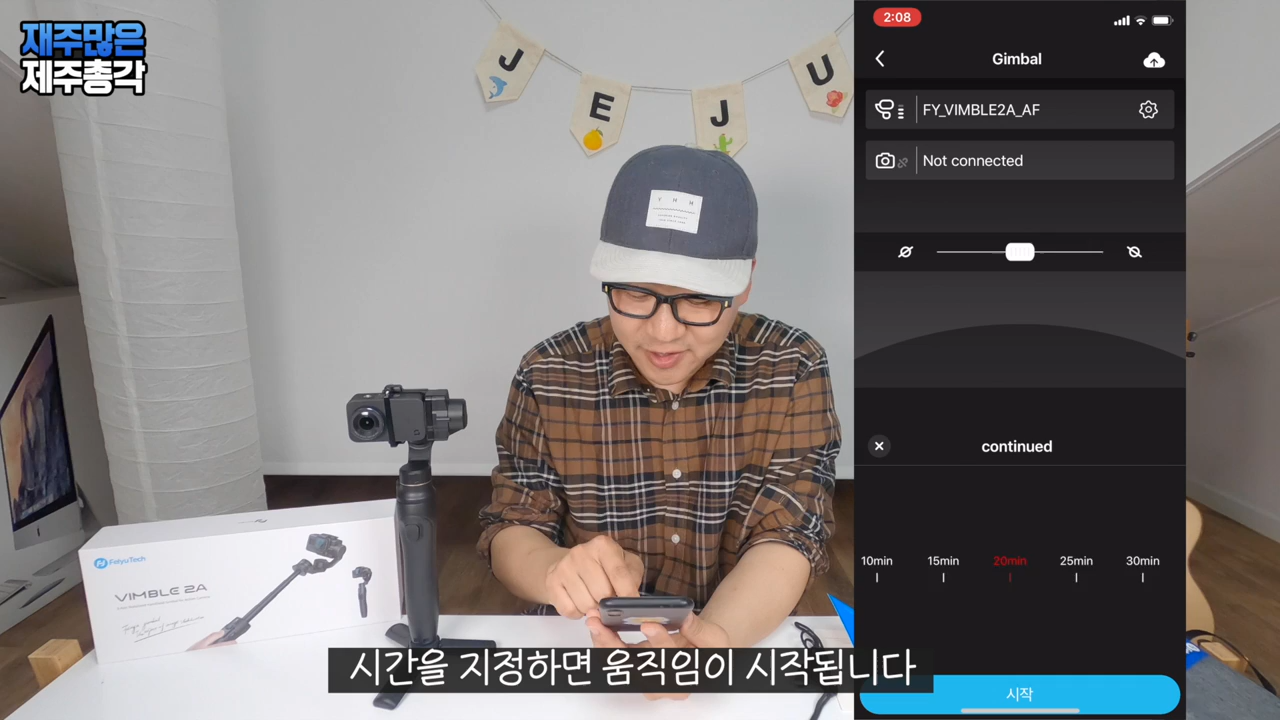 재주많은
제주총각
J
E
J
U
Y H N
2:08
Gimbal
FY_VIMBLE2A_AF
Not connected
continued
10min
15min
20min
25min
30min
FeiyuTech
VIMBLE 2A
시간을 지정하면 움직임이 시작됩니다
시작